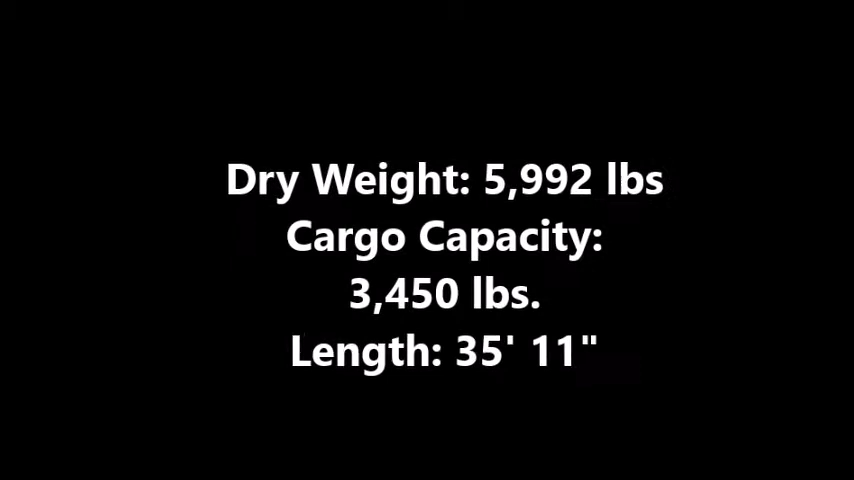 Dry Weight: 5,992 lbs
Cargo Capacity:
3,450 lbs.
Length: 35' 11"